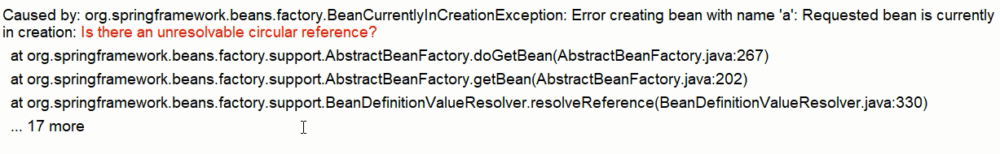 Caused by: org.springframework.beans.factory.BeanCurrentlyInCreationException: Error creating bean with name 'a': Requested bean is currently
in creation: Is there an unresolvable circular reference?
at org.springframework.beans.factory.support.AbstractBeanFactory.doGetBean(AbstractBeanFactory.java:267)
at org.springframework.beans.factory.support.AbstractBeanFactory.getBean(AbstractBeanFactory.java:202)
at org.springframework.beans.factory.support.BeanDefinitionValueResolver.resolveReference(BeanDefinitionValueResolver.java:330)
... 17 more